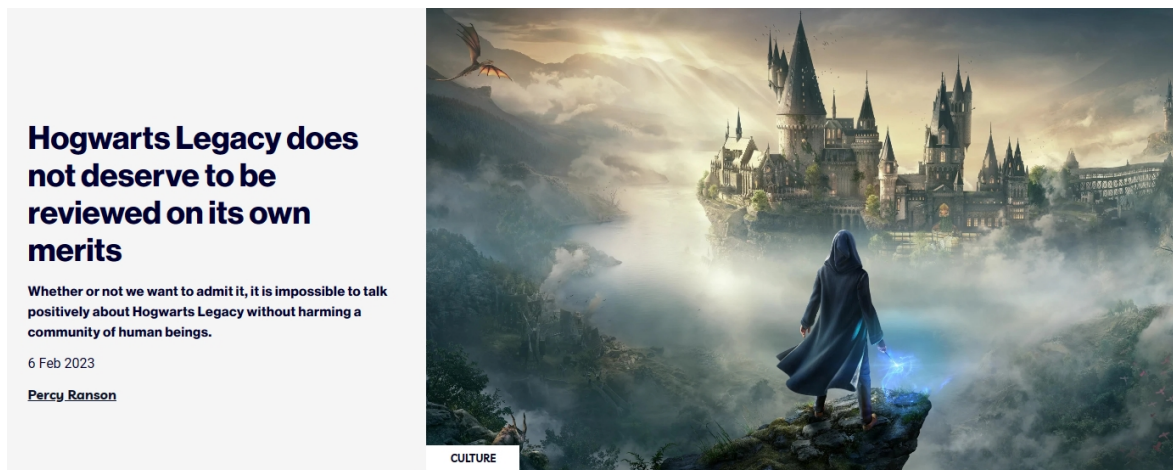 Hogwarts Legacy does
not deserve to be
reviewed on its own
merits
Whether or not we want to admit it, it is impossible to talk
positively about Hogwarts Legacy without harming a
community of human beings.
6 Feb 2023
Percy Ranson
CULTURE